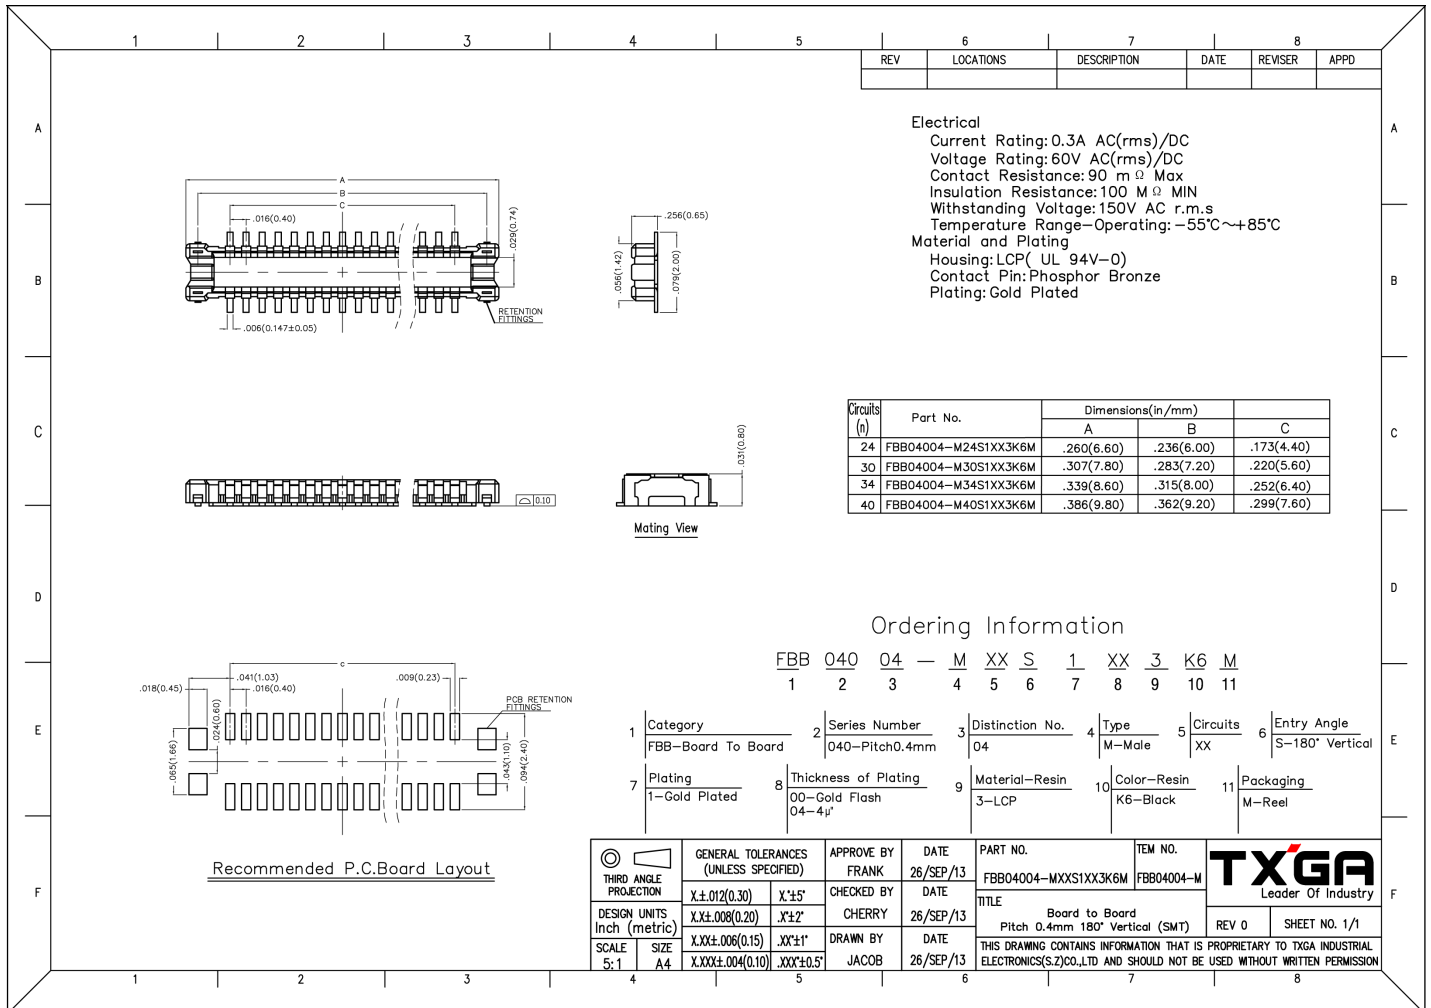 1 2 3 4 5 6 7 8
REV LOCATIONS DESCRIPTION DATE REVISER APPD
A A
Electrical
Current Rating:0.3A AC(rms)/DC
Voltage Rating:60V AC(rms)/DC
Contact Resistance:90 mΩ Max
Insulation Resistance:100 MΩ MIN
Withstanding Voltage:150V AC r.m.s
Temperature Range-Operating:-55°C~+85°C
Material and Plating
Housing:LCP( UL 94V-0)
Contact Pin:Phosphor Bronze
Plating:Gold Plated
A
B
C
.016(0.40)
.029(0.74)
.006(0.147±0.05)
RETENTION
FITTINGS
.256(0.65)
.056(1.42)
.079(2.00)
B B
0.10
.031(0.80)
Mating View
C C
Circuits
(n) Part No. Dimensions(in/mm)
A B C
24 FBB04004-M24S1XX3K6M .260(6.60) .236(6.00) .173(4.40)
30 FBB04004-M30S1XX3K6M .307(7.80) .283(7.20) .220(5.60)
34 FBB04004-M34S1XX3K6M .339(8.60) .315(8.00) .252(6.40)
40 FBB04004-M40S1XX3K6M .386(9.80) .362(9.20) .299(7.60)
D D
Ordering Information
FBB 040 04 - M XX S 1 XX 3 K6 M
1 2 3 4 5 6 7 8 9 10 11
c
.041(1.03)
.009(0.23)
.018(0.45)
.016(0.40)
PCB RETENTION
FITTINGS
.024(0.60)
.065(1.66)
.043(1.10)
.094(2.40)
Recommended P.C.Board Layout
E E
1 Category
FBB-Board To Board
2 Series Number
040-Pitch0.4mm
3 Distinction No.
04
4 Type
M-Male
5 Circuits
XX
6 Entry Angle
S-180° Vertical
7 Plating
1-Gold Plated
8 Thickness of Plating
00-Gold Flash
04-4μ"
9 Material-Resin
3-LCP
10 Color-Resin
K6-Black
11 Packaging
M-Reel
F F
THIRD ANGLE
PROJECTION
DESIGN UNITS
Inch (metric)
SCALE SIZE
5:1 A4
GENERAL TOLERANCES
(UNLESS SPECIFIED)
X.±.012(0.30) X.°±5°
X.X±.008(0.20) .X°±2°
X.XX±.006(0.15) .XX°±1°
X.XXX±.004(0.10) .XXX°±0.5°
APPROVE BY DATE
FRANK 26/SEP/13
CHECKED BY DATE
CHERRY 26/SEP/13
DRAWN BY DATE
JACOB 26/SEP/13
PART NO. TEM NO.
FBB04004-MXXS1XX3K6M FBB04004-M
TXGA
Leader Of Industry
TITLE
Board to Board
Pitch 0.4mm 180° Vertical (SMT)
REV 0 SHEET NO. 1/1
THIS DRAWING CONTAINS INFORMATION THAT IS PROPRIETARY TO TXGA INDUSTRIAL
ELECTRONICS(S.Z)CO.,LTD AND SHOULD NOT BE USED WITHOUT WRITTEN PERMISSION
1 2 3 4 5 6 7 8